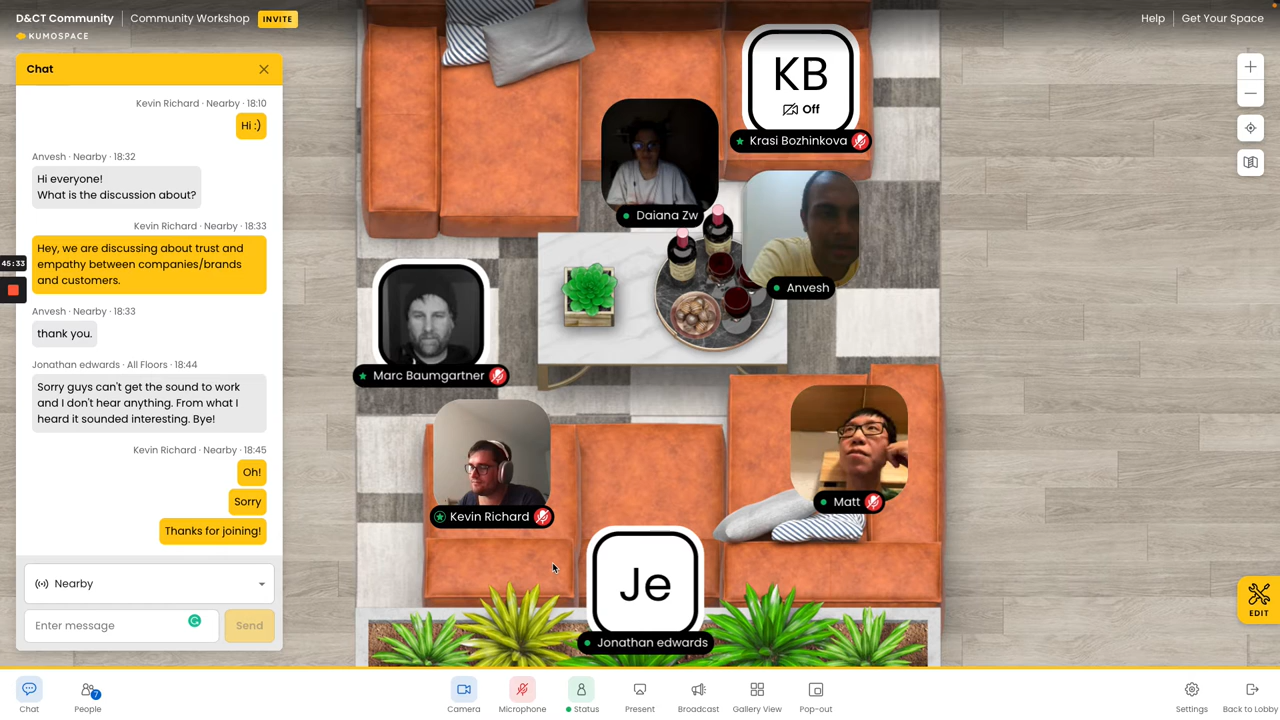 D&CT Community
Community Workshop
INVITE
Help
Get Your Space
KUMOSPACE
Chat
Kevin Richard · Nearby · 18:10
Hi :)
Anvesh · Nearby · 18:32
Hi everyone!
What is the discussion about?
Kevin Richard · Nearby · 18:33
Hey, we are discussing about trust and
empathy between companies/brands
and customers.
45:33
Anvesh · Nearby · 18:33
thank you.
Jonathan edwards · All Floors · 18:44
Sorry guys can't get the sound to work
and I don't hear anything. From what I
heard it sounded interesting. Bye!
Kevin Richard · Nearby · 18:45
Oh!
Sorry
Thanks for joining!
Nearby
Enter message
Send
KB
Off
Krasi Bozhinkova
Daiana Zw
Anvesh
Marc Baumgartner
Kevin Richard
Matt
Je
Jonathan edwards
EDIT
Chat
7
People
Camera
Microphone
Status
Present
Broadcast
Gallery View
Pop-out
Settings
Back to Lobby